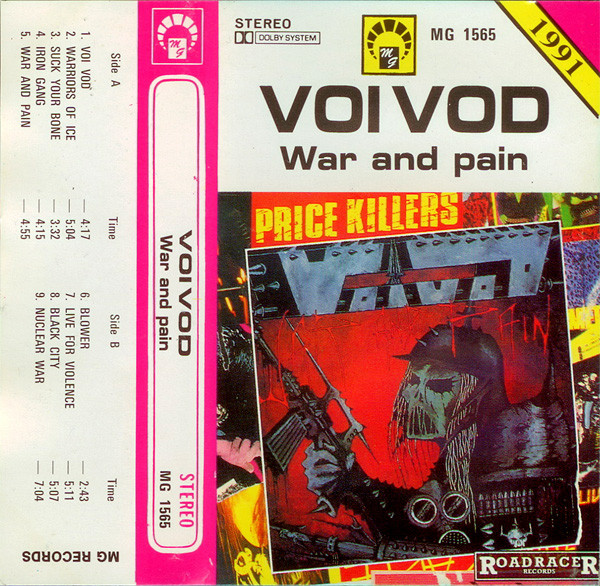 Side A
Time
1. VOI VOD — 4:17
2. WARRIORS OF ICE — 5:04
3. SUCK YOUR BONE — 3:32
4. IRON GANG — 4:15
5. WAR AND PAIN — 4:55
Side B
Time
6. BLOWER — 2:43
7. LIVE FOR VIOLENCE — 5:11
8. BLACK CITY — 5:07
9. NUCLEAR WAR — 7:04
MG RECORDS
MG
VOIVOD
War and pain
STEREO
MG 1565
STEREO
DOLBY SYSTEM
MG
MG 1565
1991
VOIVOD
War and pain
PRICE KILLERS
VOIVOD
ROADRACER
RECORDS